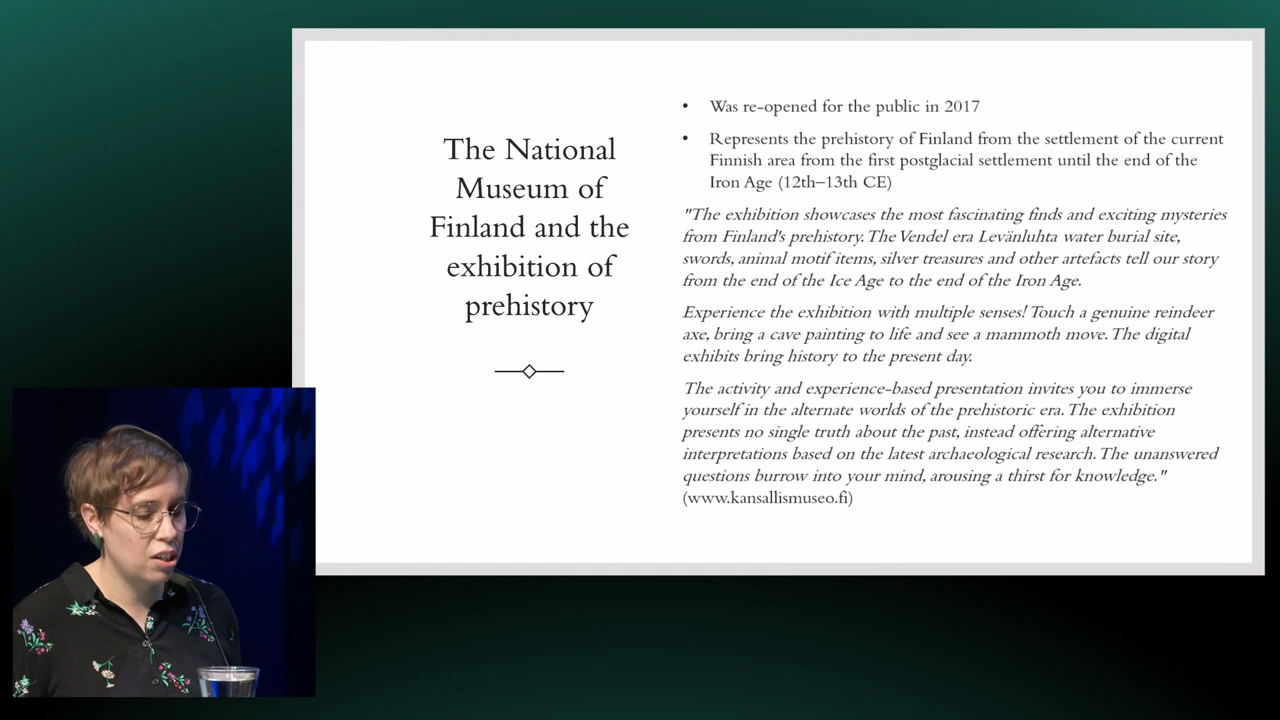 The National
Museum of
Finland and the
exhibition of
prehistory
• Was re-opened for the public in 2017
• Represents the prehistory of Finland from the settlement of the current
Finnish area from the first postglacial settlement until the end of the
Iron Age (12th–13th CE)
"The exhibition showcases the most fascinating finds and exciting mysteries
from Finland's prehistory. The Vendel era Levänluhta water burial site,
swords, animal motif items, silver treasures and other artefacts tell our story
from the end of the Ice Age to the end of the Iron Age.
Experience the exhibition with multiple senses! Touch a genuine reindeer
axe, bring a cave painting to life and see a mammoth move. The digital
exhibits bring history to the present day.
The activity and experience-based presentation invites you to immerse
yourself in the alternate worlds of the prehistoric era. The exhibition
presents no single truth about the past, instead offering alternative
interpretations based on the latest archaeological research. The unanswered
questions burrow into your mind, arousing a thirst for knowledge."
(www.kansallismuseo.fi)